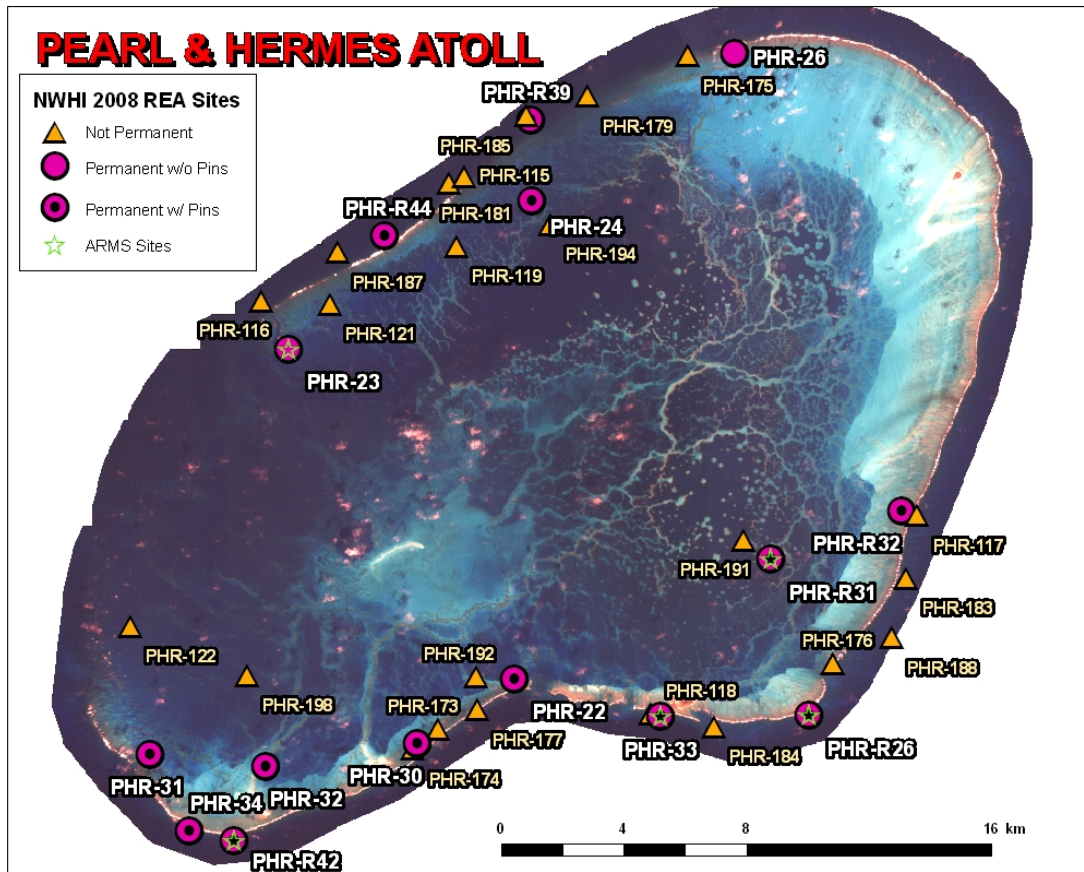 PEARL & HERMES ATOLL
NWHI 2008 REA Sites
Not Permanent
Permanent w/o Pins
Permanent w/ Pins
ARMS Sites
PHR-26
PHR-175
PHR-R39
PHR-179
PHR-185
PHR-115
PHR-R44
PHR-181
PHR-24
PHR-194
PHR-119
PHR-187
PHR-116
PHR-121
PHR-23
PHR-R32
PHR-117
PHR-191
PHR-R31
PHR-183
PHR-176
PHR-188
PHR-122
PHR-192
PHR-118
PHR-198
PHR-173
PHR-22
PHR-177
PHR-33
PHR-184
PHR-R26
PHR-31
PHR-30
PHR-174
PHR-34
PHR-32
PHR-R42
0 4 8 16 km